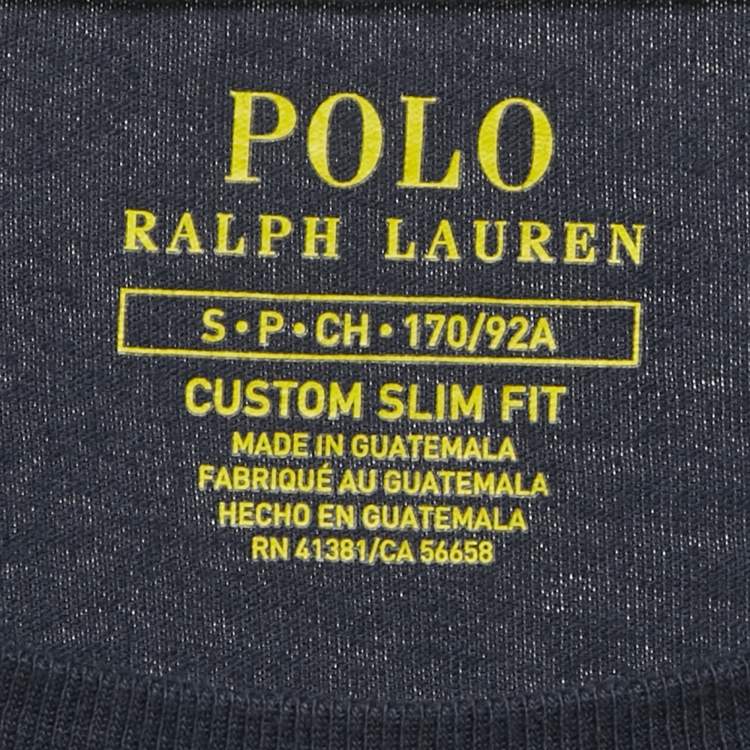 POLO
RALPH LAUREN
S•P•CH•170/92A
CUSTOM SLIM FIT
MADE IN GUATEMALA
FABRIQUÉ AU GUATEMALA
HECHO EN GUATEMALA
RN 41381/CA 56658